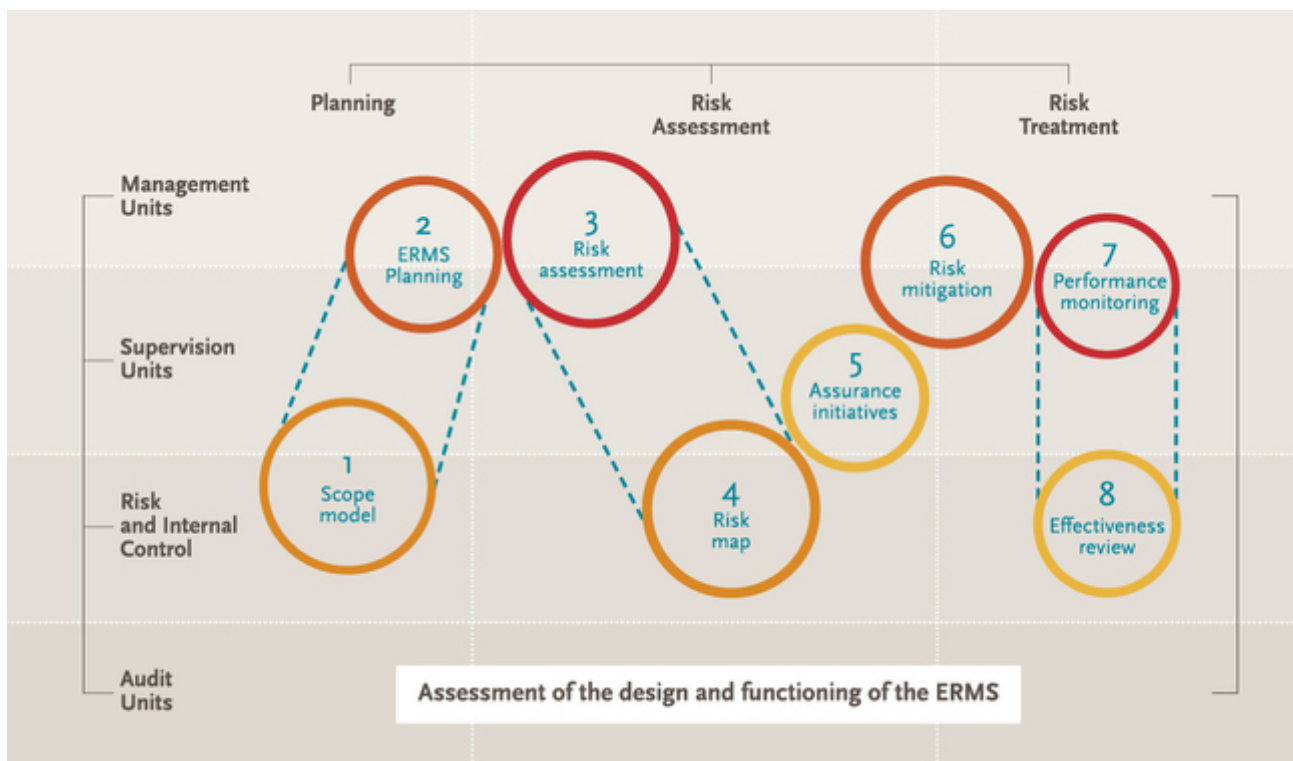 Planning
Risk
Assessment
Risk
Treatment
Management
Units
2
ERMS
Planning
3
Risk
assessment
6
Risk
mitigation
7
Performance
monitoring
Supervision
Units
5
Assurance
initiatives
1
Scope
model
Risk
and Internal
Control
4
Risk
map
8
Effectiveness
review
Audit
Units
Assessment of the design and functioning of the ERMS